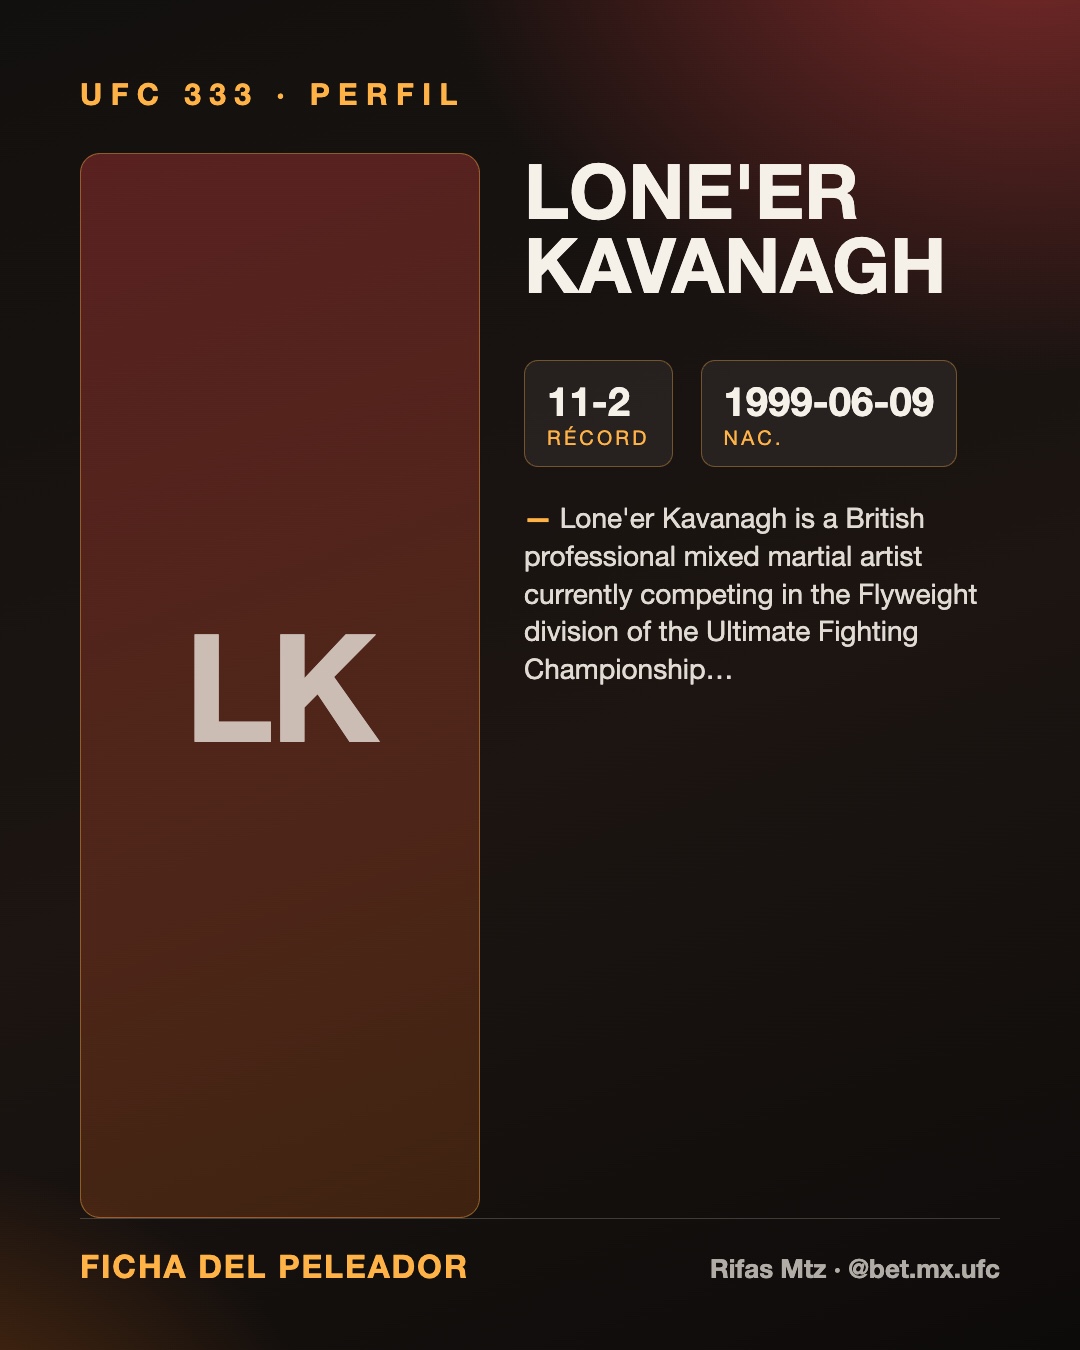 UFC 333 · PERFIL
LONE'ER
KAVANAGH
11-2
RÉCORD
1999-06-09
NAC.
— Lone'er Kavanagh is a British
professional mixed martial artist
currently competing in the Flyweight
division of the Ultimate Fighting
Championship…
LK
FICHA DEL PELEADOR
Rifas Mtz · @bet.mx.ufc